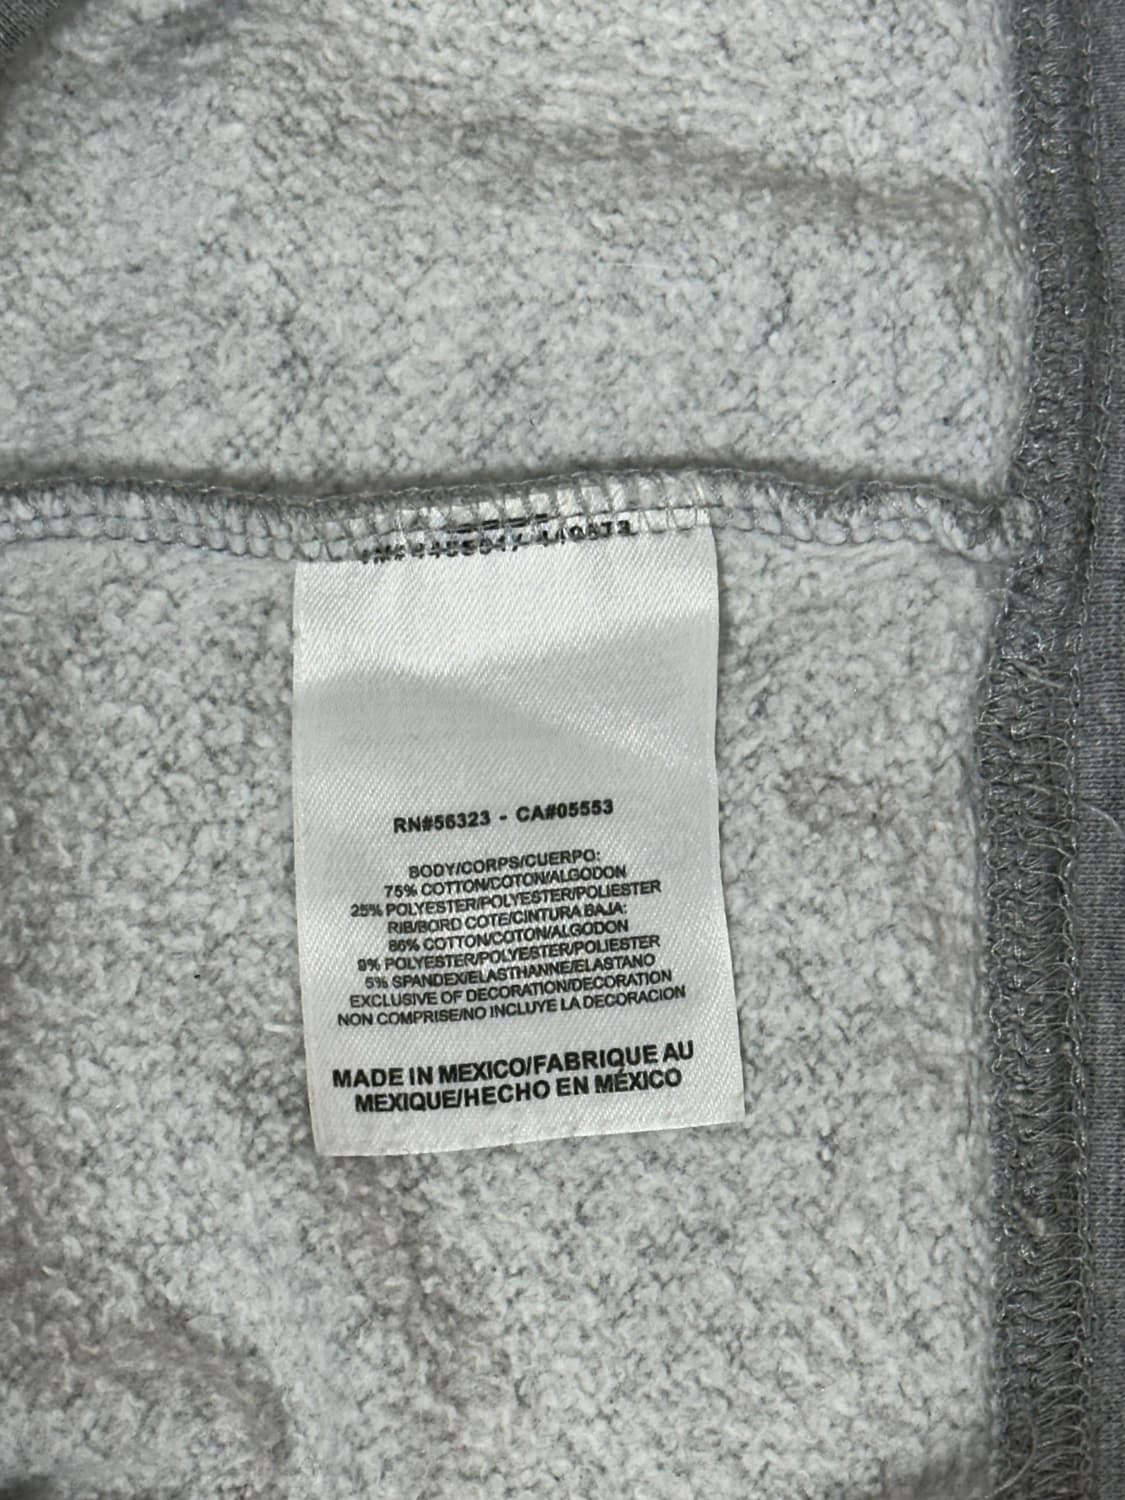 RN#56323 - CA#05553
BODY/CORPS/CUERPO:
75% COTTON/COTON/ALGODON
25% POLYESTER/POLYESTER/POLIESTER
RIB/BORD COTE/CINTURA BAJA:
86% COTTON/COTON/ALGODON
9% POLYESTER/POLYESTER/POLIESTER
5% SPANDEX/ELASTHANNE/ELASTANO
EXCLUSIVE OF DECORATION/DECORATION
NON COMPRISE/NO INCLUYE LA DECORACION
MADE IN MEXICO/FABRIQUE AU
MEXIQUE/HECHO EN MÉXICO